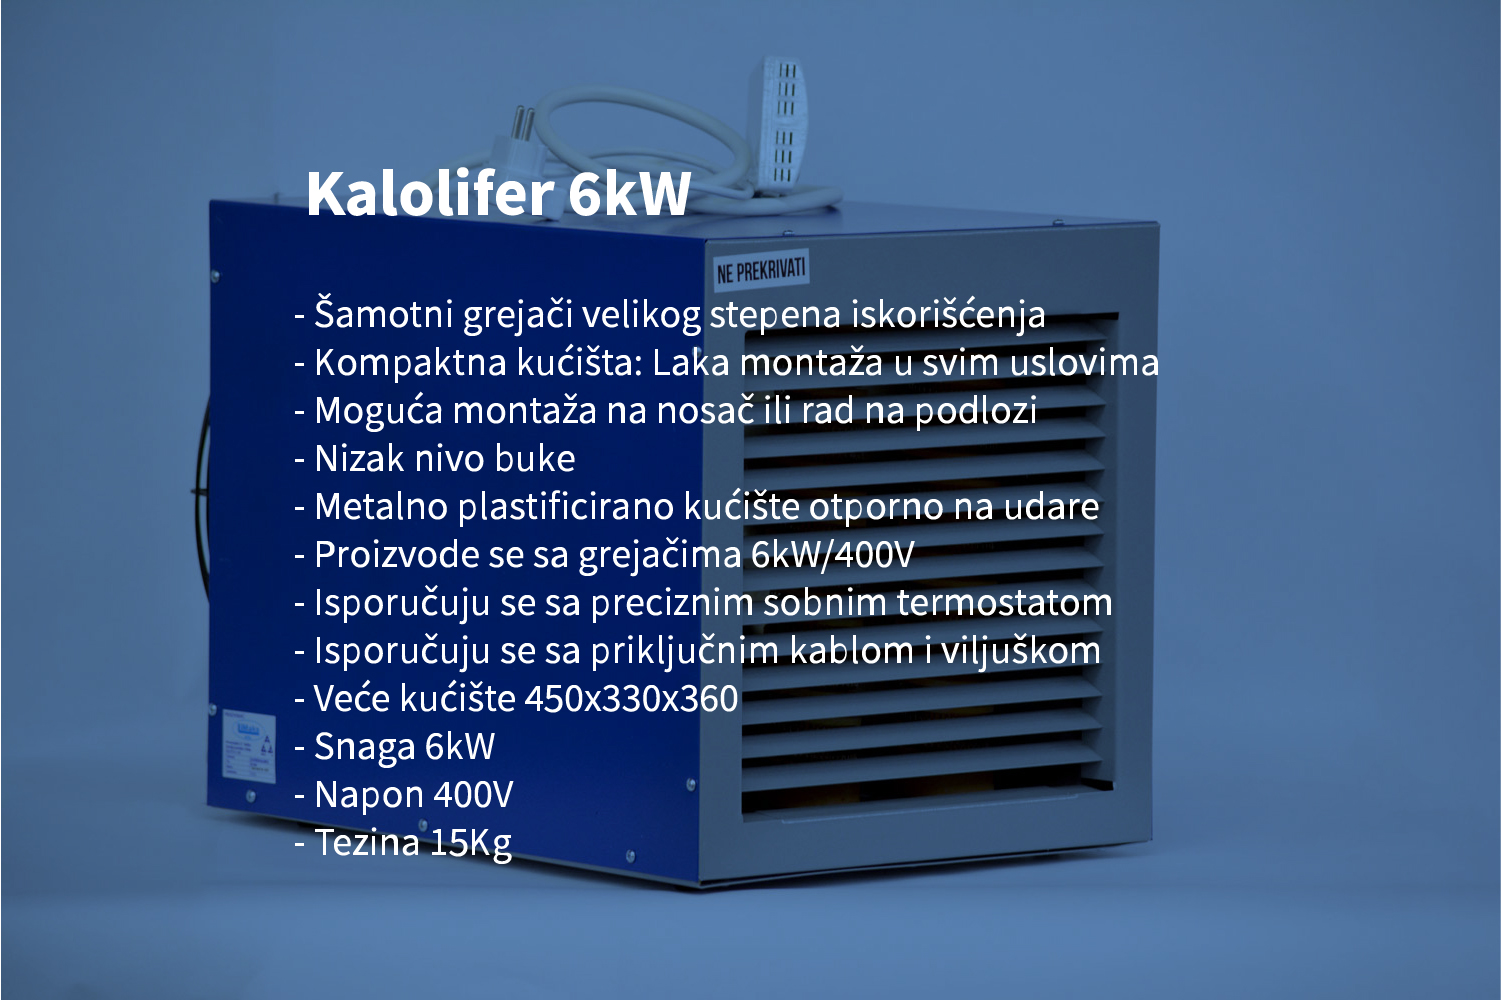 Kalolifer 6kW
NE PREKRIVATI
- Šamotni grejači velikog stepena iskorišćenja
- Kompaktna kućišta: Laka montaža u svim uslovima
- Moguća montaža na nosač ili rad na podlozi
- Nizak nivo buke
- Metalno plastificirano kućište otporno na udare
- Proizvode se sa grejačima 6kW/400V
- Isporučuju se sa preciznim sobnim termostatom
- Isporučuju se sa priključnim kablom i viljuškom
- Veće kućište 450x330x360
- Snaga 6kW
- Napon 400V
- Tezina 15Kg